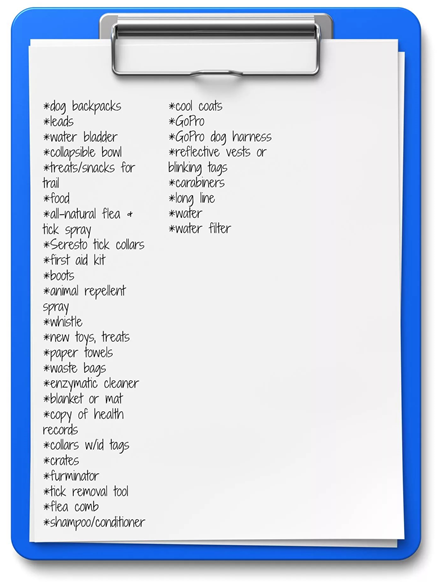 *dog backpacks
*leads
*water bladder
*collapsible bowl
*treats/snacks for
trail
*food
*all-natural flea +
tick spray
*Seresto tick collars
*first aid kit
*boots
*animal repellent
spray
*whistle
*new toys, treats
*paper towels
*waste bags
*enzymatic cleaner
*blanket or mat
*copy of health
records
*collars w/id tags
*crates
*furminator
*tick removal tool
*flea comb
*shampoo/conditioner
*cool coats
*GoPro
*GoPro dog harness
*reflective vests or
blinking tags
*carabiners
*long line
*water
*water filter